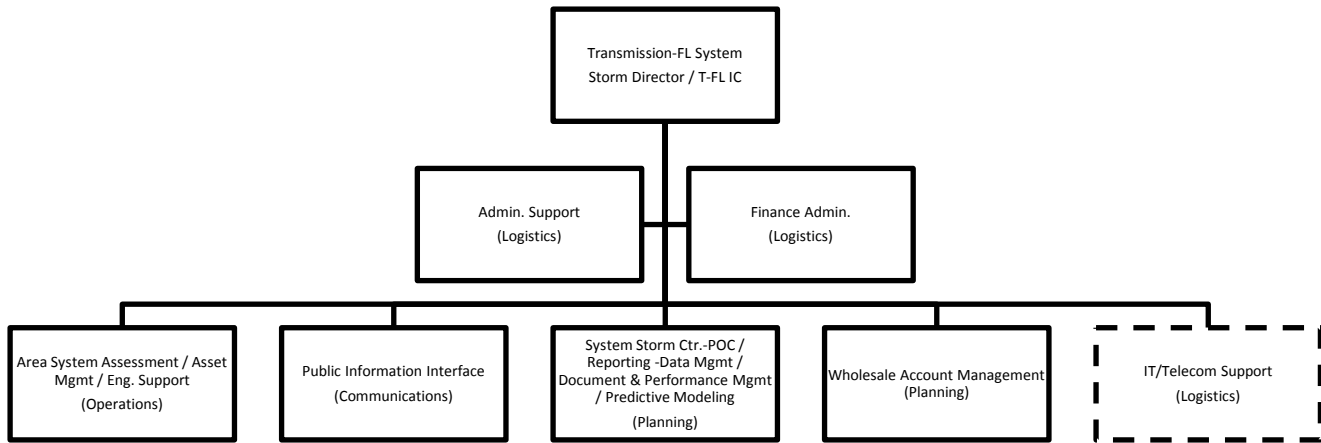 Transmission-FL System
Storm Director / T-FL IC
Admin. Support
(Logistics)
Finance Admin.
(Logistics)
Area System Assessment / Asset
Mgmt / Eng. Support
(Operations)
Public Information Interface
(Communications)
System Storm Ctr.-POC /
Reporting -Data Mgmt /
Document & Performance Mgmt
/ Predictive Modeling
(Planning)
Wholesale Account Management
(Planning)
IT/Telecom Support
(Logistics)